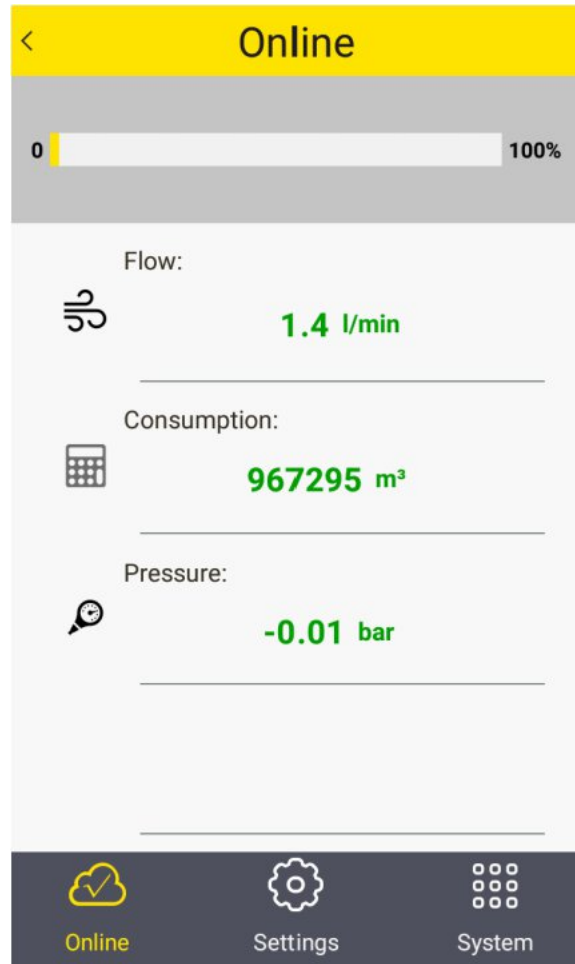 Online
0 100%
Flow:
1.4 l/min
Consumption:
967295 m³
Pressure:
-0.01 bar
Online Settings System